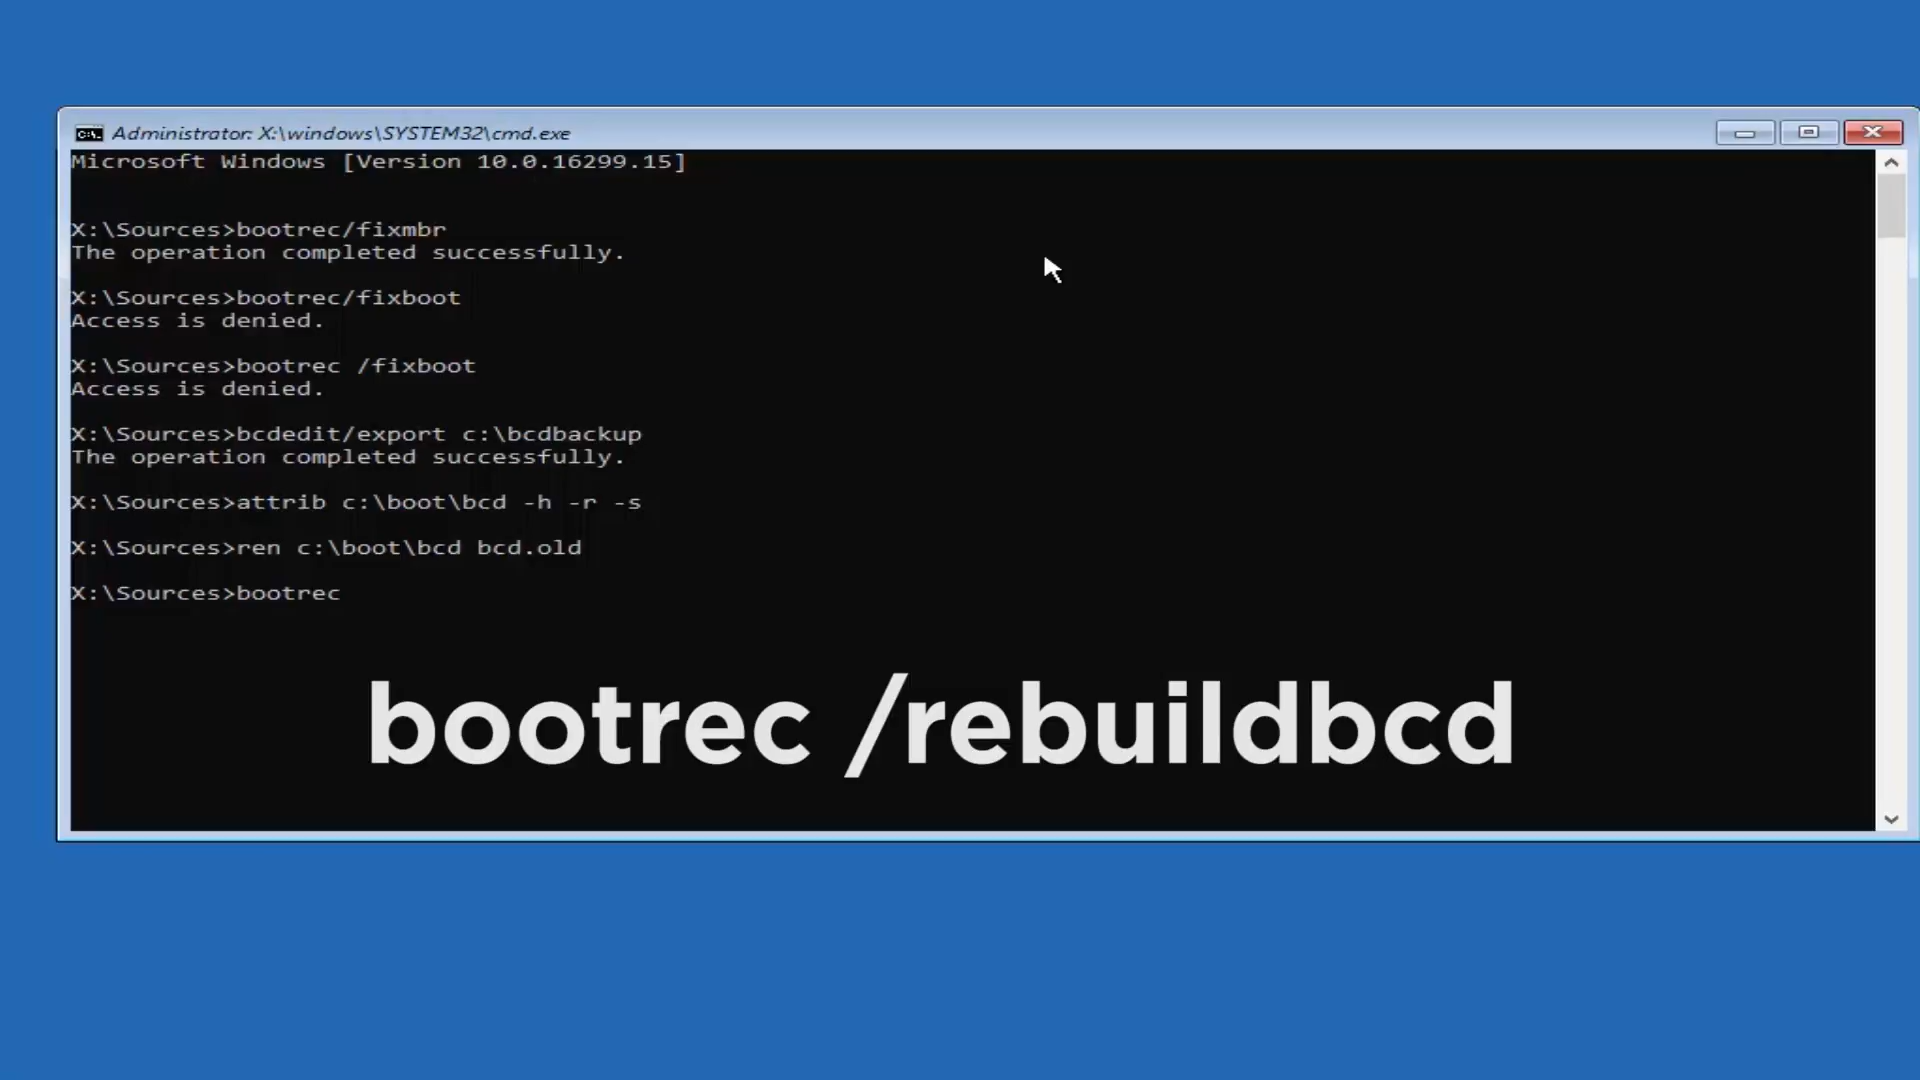 Administrator: X:\windows\SYSTEM32\cmd.exe
Microsoft Windows [Version 10.0.16299.15]
X:\Sources>bootrec/fixmbr
The operation completed successfully.
X:\Sources>bootrec/fixboot
Access is denied.
X:\Sources>bootrec /fixboot
Access is denied.
X:\Sources>bcdedit/export c:\bcdbackup
The operation completed successfully.
X:\Sources>attrib c:\boot\bcd -h -r -s
X:\Sources>ren c:\boot\bcd bcd.old
X:\Sources>bootrec
bootrec /rebuildbcd